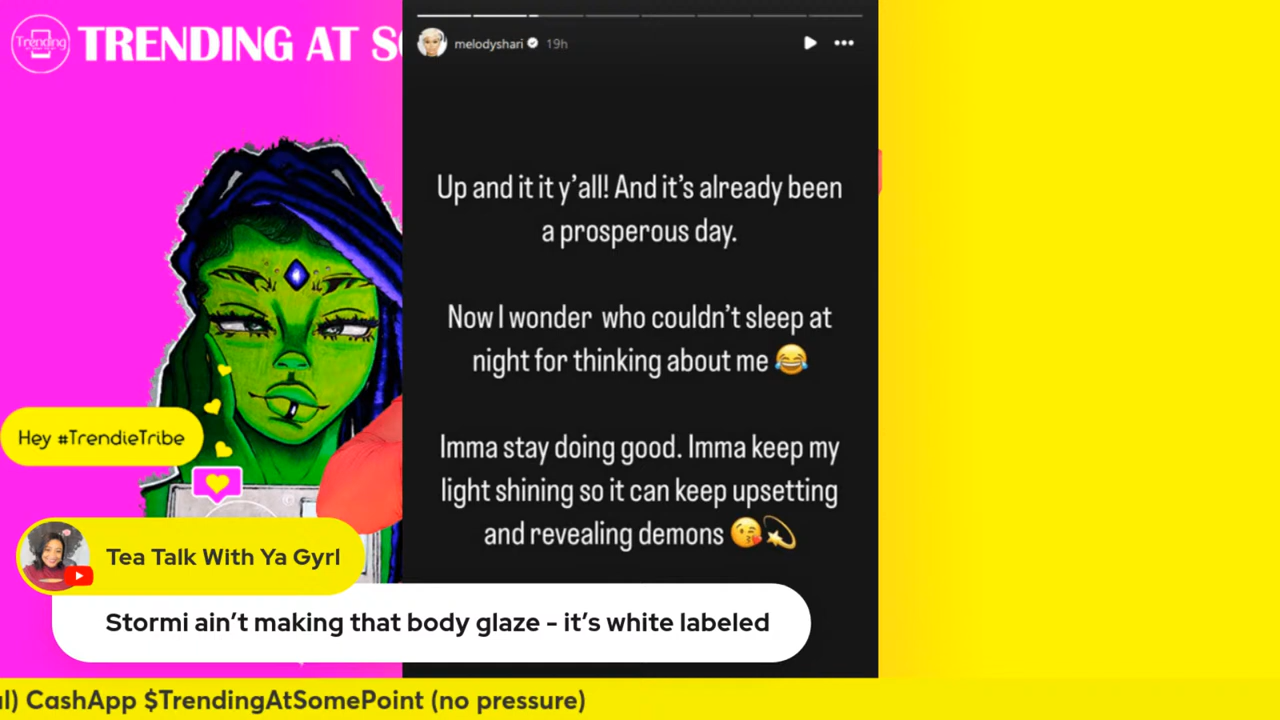 Trending
TRENDING AT S
melodyshari 19h
Up and it it y'all! And it's already been
a prosperous day.
Now I wonder who couldn't sleep at
night for thinking about me 😂
Imma stay doing good. Imma keep my
light shining so it can keep upsetting
and revealing demons 😘💫
Hey #TrendieTribe
Tea Talk With Ya Gyrl
Stormi ain't making that body glaze - it's white labeled
al) CashApp $TrendingAtSomePoint (no pressure)